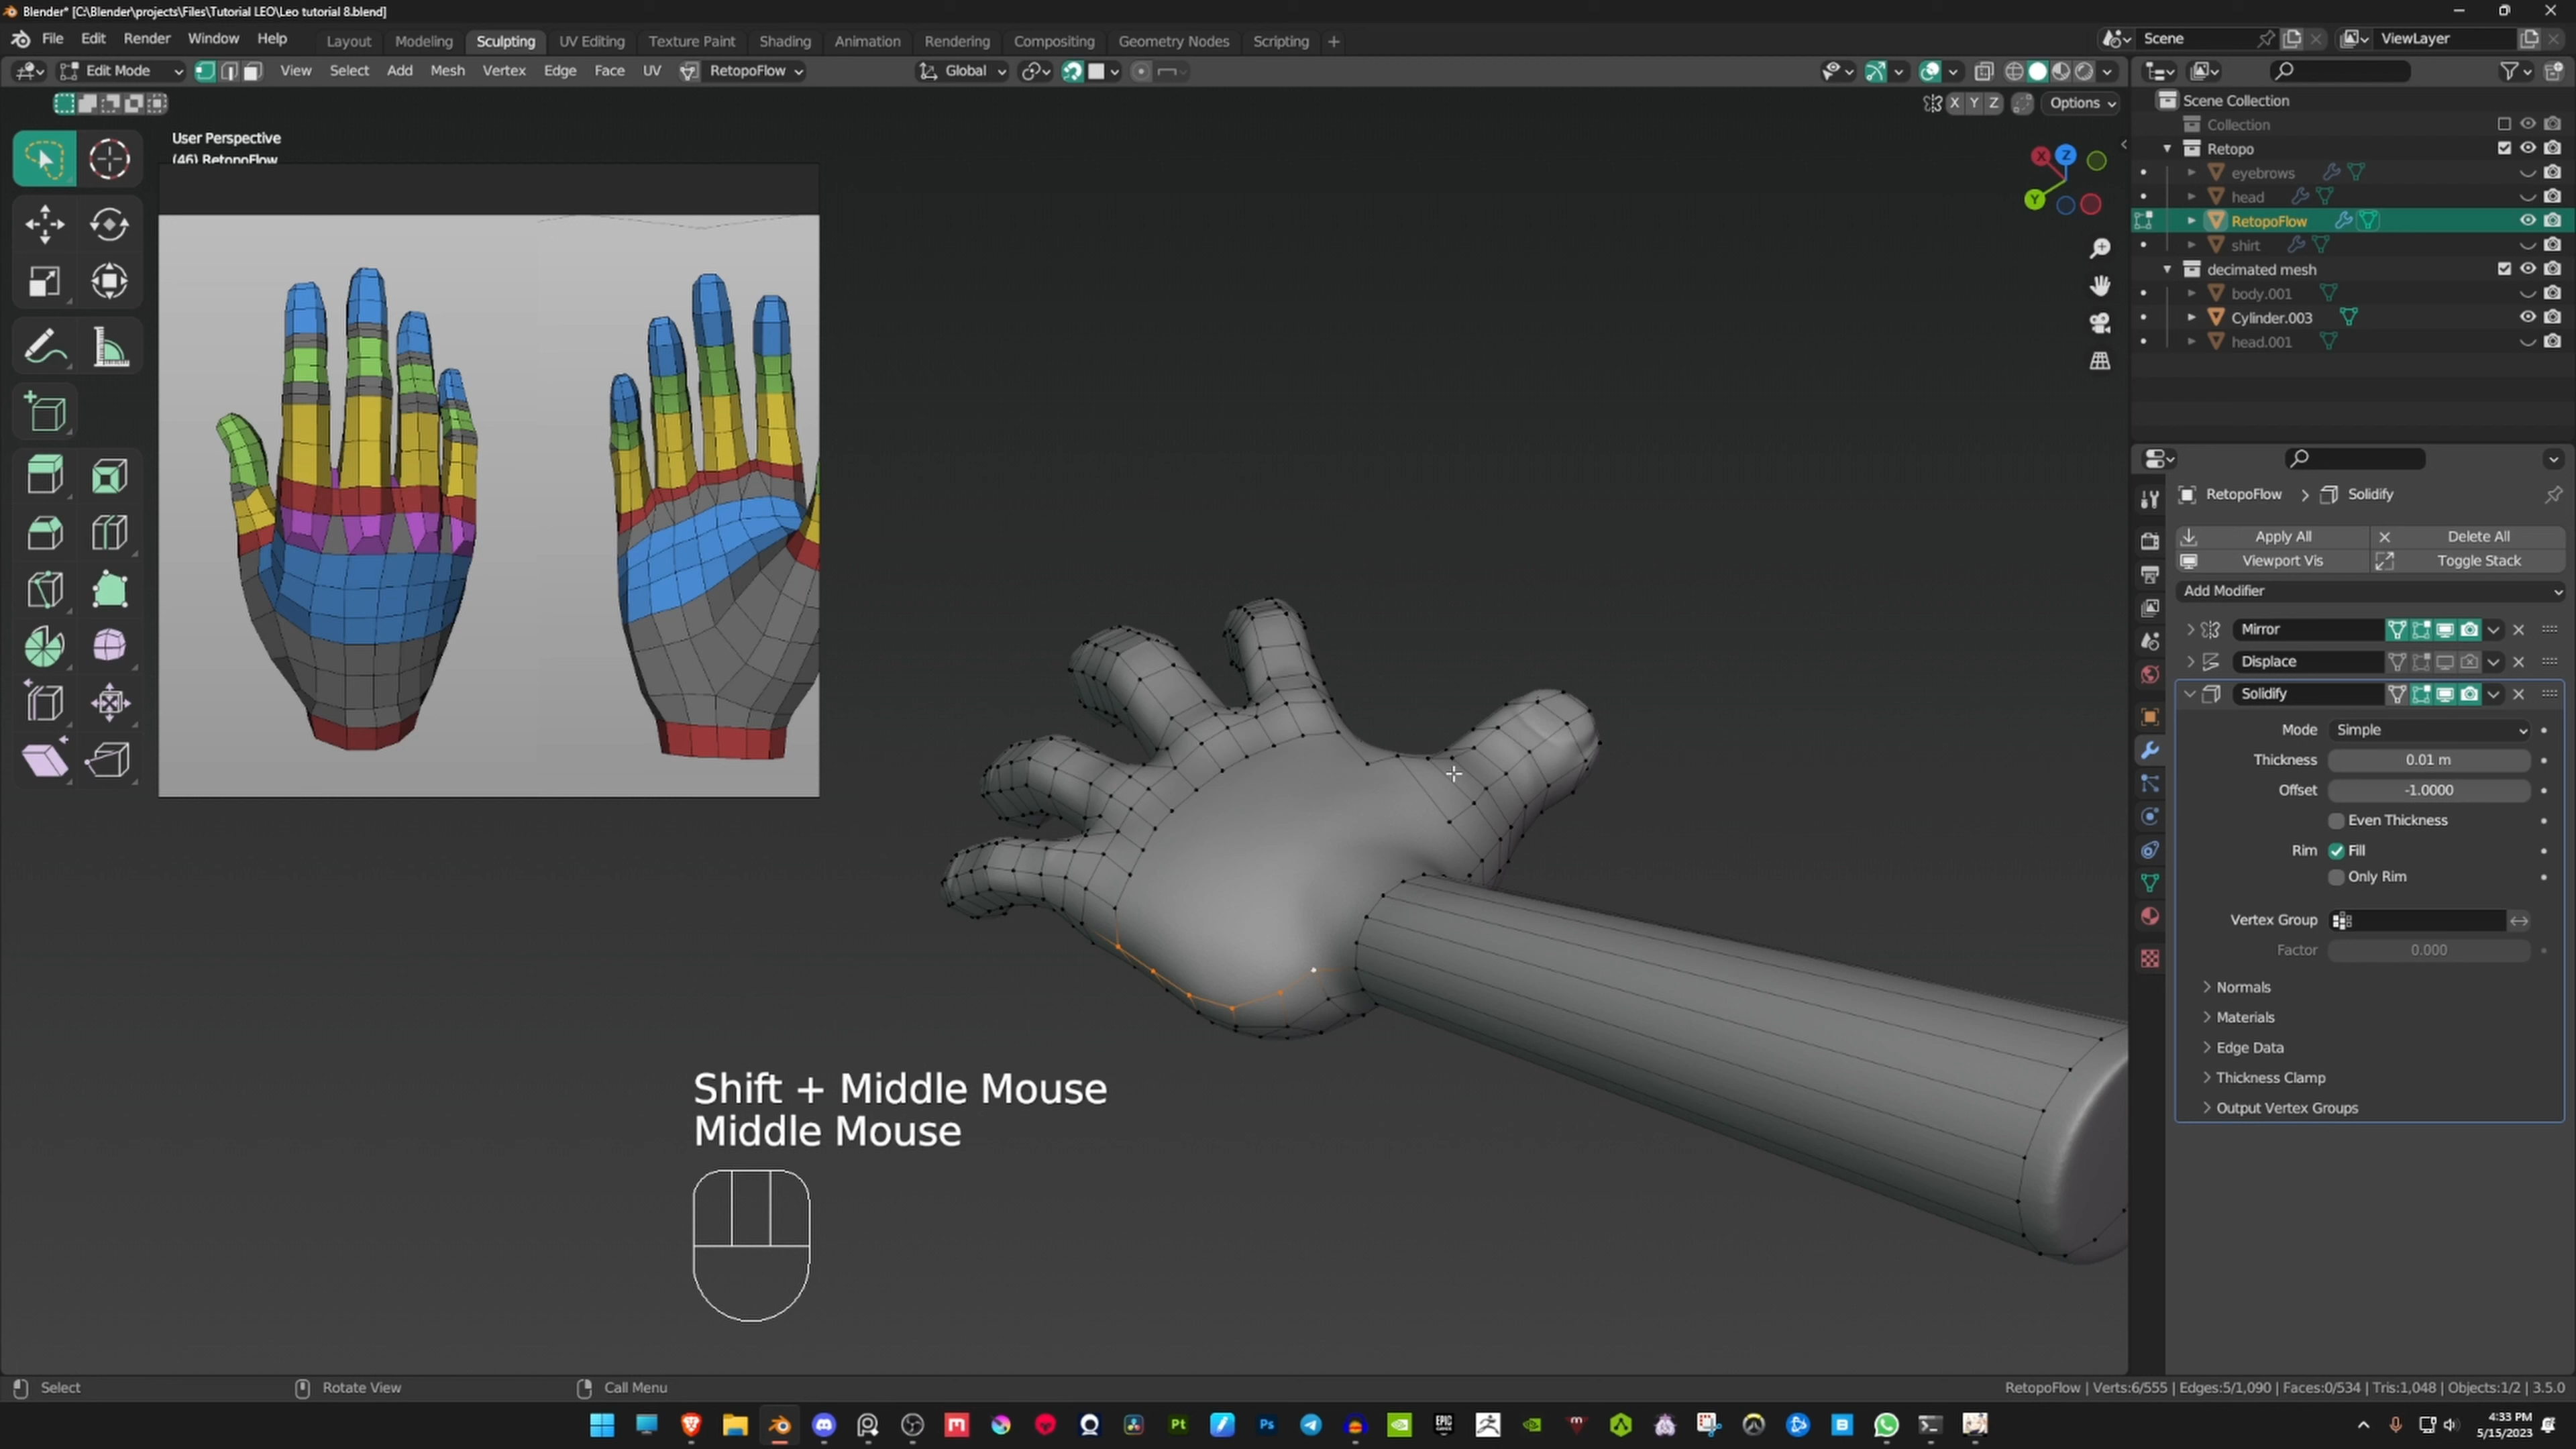 Blender* [C:\Blender\projects\Files\Tutorial LEO\Leo tutorial 8.blend]
File Edit Render Window Help
Layout Modeling Sculpting UV Editing Texture Paint Shading Animation Rendering Compositing Geometry Nodes Scripting +
Scene
ViewLayer
Edit Mode View Select Add Mesh Vertex Edge Face UV RetopoFlow Global
X Y Z Options
User Perspective
(46) RetopoFlow
X Z Y
Scene Collection
Collection
Retopo
eyebrows
head
RetopoFlow
shirt
decimated mesh
body.001
Cylinder.003
head.001
RetopoFlow > Solidify
Apply All Delete All
Viewport Vis Toggle Stack
Add Modifier
Mirror
Displace
Solidify
Mode Simple
Thickness 0.01 m
Offset -1.0000
Even Thickness
Rim Fill
Only Rim
Vertex Group
Factor 0.000
Normals
Materials
Edge Data
Thickness Clamp
Output Vertex Groups
Shift + Middle Mouse
Middle Mouse
Select Rotate View Call Menu
RetopoFlow | Verts:6/555 | Edges:5/1,090 | Faces:0/534 | Tris:1,048 | Objects:1/2 | 3.5.0
Pt Ps EPIC GAMES B
4:33 PM
5/15/2023